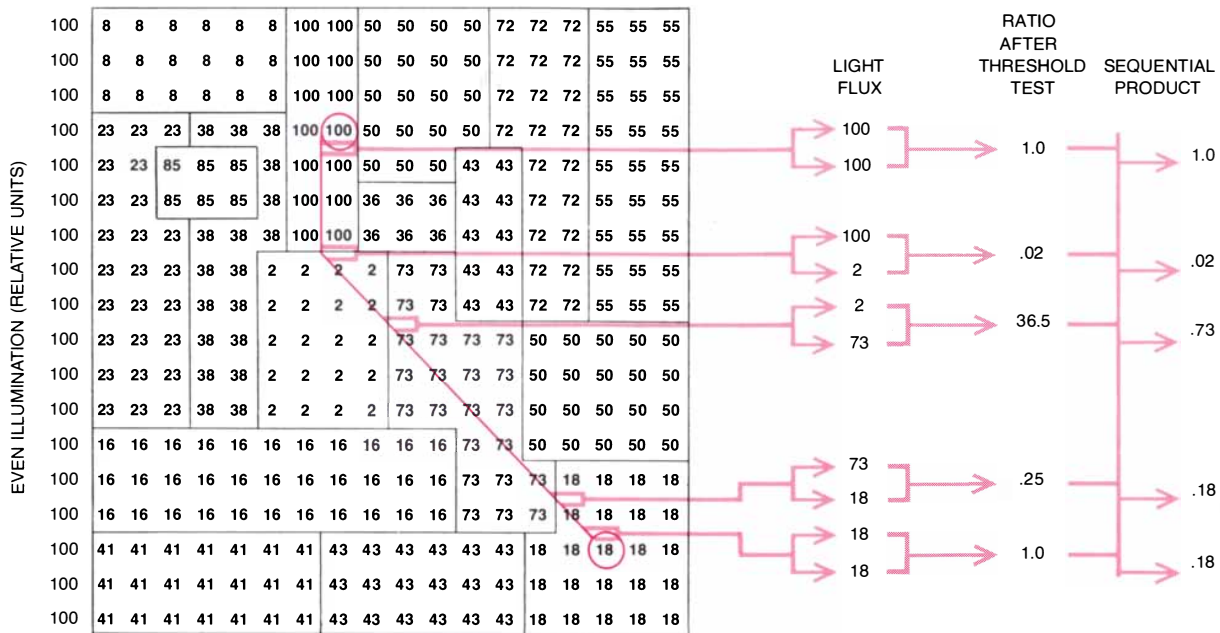 RATIO
AFTER
LIGHT THRESHOLD SEQUENTIAL
FLUX TEST PRODUCT
EVEN ILLUMINATION (RELATIVE UNITS)
100 8 8 8 8 8 8 100 100 50 50 50 50 72 72 72 55 55 55
100 8 8 8 8 8 8 100 100 50 50 50 50 72 72 72 55 55 55
100 8 8 8 8 8 8 100 100 50 50 50 50 72 72 72 55 55 55
100 23 23 23 38 38 38 100 100 50 50 50 50 72 72 72 55 55 55
100 23 23 85 85 85 38 100 100 50 50 50 43 43 72 72 55 55 55
100 23 23 85 85 85 38 100 100 36 36 36 43 43 72 72 55 55 55
100 23 23 23 38 38 38 100 100 36 36 36 43 43 72 72 55 55 55
100 23 23 23 38 38 2 2 2 2 73 73 43 43 72 72 55 55 55
100 23 23 23 38 38 2 2 2 2 73 73 43 43 72 72 55 55 55
100 23 23 23 38 38 2 2 2 2 73 73 73 73 50 50 50 50 50
100 23 23 23 38 38 2 2 2 2 73 73 73 73 50 50 50 50 50
100 23 23 23 38 38 2 2 2 2 73 73 73 73 50 50 50 50 50
100 16 16 16 16 16 16 16 16 16 16 16 73 73 50 50 50 50 50
100 16 16 16 16 16 16 16 16 16 16 16 73 73 73 18 18 18 18
100 16 16 16 16 16 16 16 16 16 16 16 73 73 73 18 18 18 18
100 41 41 41 41 41 41 41 43 43 43 43 43 43 18 18 18 18 18
100 41 41 41 41 41 41 41 43 43 43 43 43 43 18 18 18 18 18
100 41 41 41 41 41 41 41 43 43 43 43 43 43 18 18 18 18 18
100
1.0 1.0
100
100
.02 .02
2
2
36.5 .73
73
73
.25 .18
18
18
1.0 .18
18